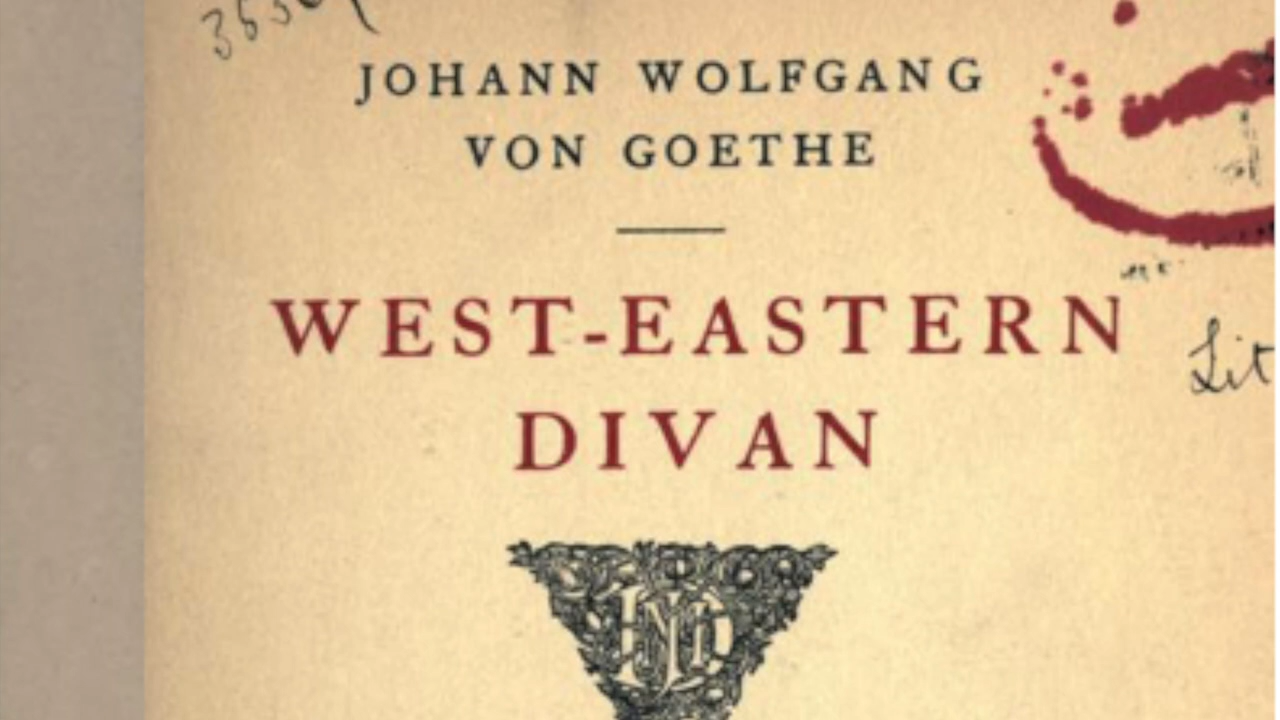 JOHANN WOLFGANG
VON GOETHE
WEST-EASTERN
DIVAN
Lit